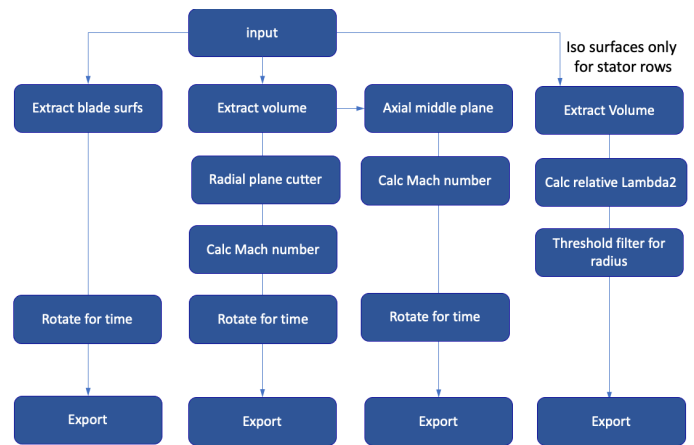 input
Iso surfaces only
for stator rows
Extract blade surfs
Extract volume
Axial middle plane
Extract Volume
Radial plane cutter
Calc Mach number
Calc relative Lambda2
Calc Mach number
Threshold filter for
radius
Rotate for time
Rotate for time
Rotate for time
Export
Export
Export
Export